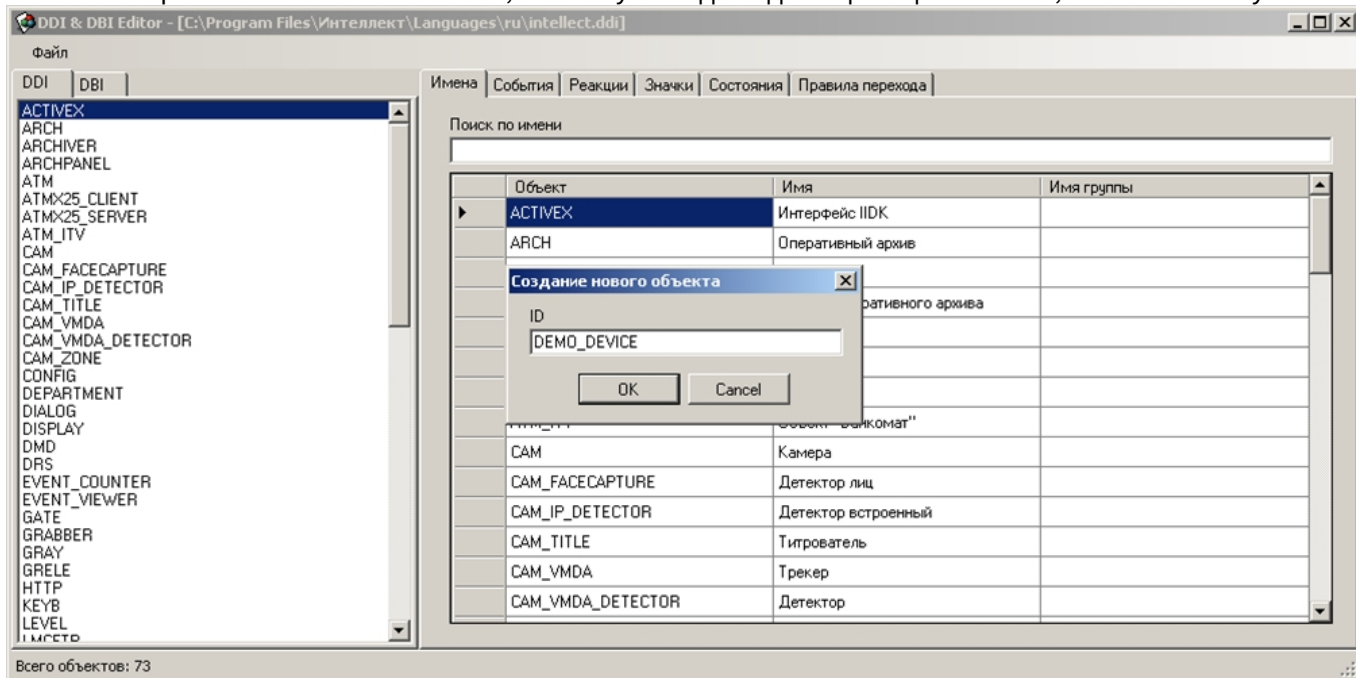 DDI & DBI Editor - [C:\Program Files\Интеллект\Languages\ru\intellect.ddi]
Файл
DDI DBI
ACTIVEX
ARCH
ARCHIVER
ARCHPANEL
ATM
ATMX25_CLIENT
ATMX25_SERVER
ATM_ITV
CAM
CAM_FACECAPTURE
CAM_IP_DETECTOR
CAM_TITLE
CAM_VMDA
CAM_VMDA_DETECTOR
CAM_ZONE
CONFIG
DEPARTMENT
DIALOG
DISPLAY
DMD
DRS
EVENT_COUNTER
EVENT_VIEWER
GATE
GRABBER
GRAY
GRELE
HTTP
KEYB
LEVEL
Имена События Реакции Значки Состояния Правила перехода
Поиск по имени
Объект Имя Имя группы
ACTIVEX Интерфейс IIDK
ARCH Оперативный архив
Создание нового объекта
ID
DEMO_DEVICE
OK Cancel
CAM Камера
CAM_FACECAPTURE Детектор лиц
CAM_IP_DETECTOR Детектор встроенный
CAM_TITLE Титрователь
CAM_VMDA Трекер
CAM_VMDA_DETECTOR Детектор
Всего объектов: 73